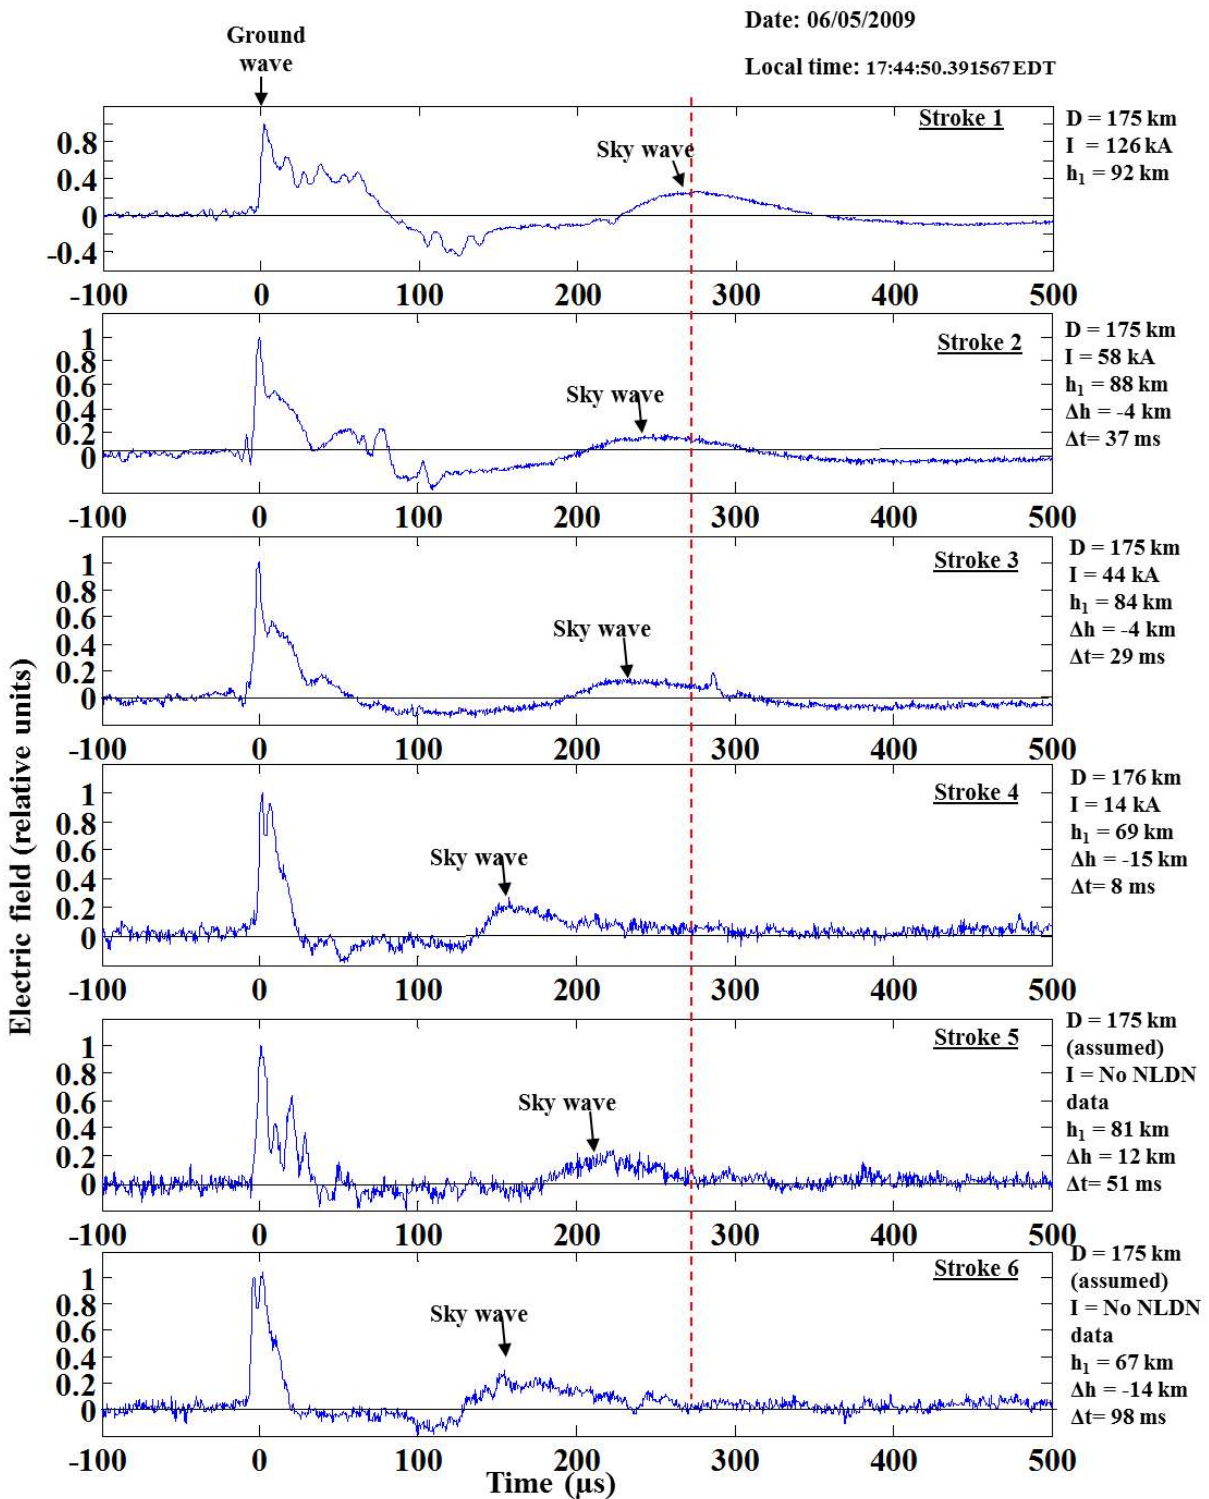 Date: 06/05/2009
Local time: 17:44:50.391567 EDT
Ground
wave
Stroke 1
Sky wave
D = 175 km
I = 126 kA
h₁ = 92 km
0.8
0.4
0
-0.4
-100 0 100 200 300 400 500
Stroke 2
Sky wave
D = 175 km
I = 58 kA
h₁ = 88 km
Δh = -4 km
Δt= 37 ms
1
0.8
0.6
0.4
0.2
0
-100 0 100 200 300 400 500
Stroke 3
Sky wave
D = 175 km
I = 44 kA
h₁ = 84 km
Δh = -4 km
Δt= 29 ms
1
0.8
0.6
0.4
0.2
0
-100 0 100 200 300 400 500
Stroke 4
Sky wave
D = 176 km
I = 14 kA
h₁ = 69 km
Δh = -15 km
Δt= 8 ms
1
0.8
0.6
0.4
0.2
0
-100 0 100 200 300 400 500
Stroke 5
Sky wave
D = 175 km
(assumed)
I = No NLDN
data
h₁ = 81 km
Δh = 12 km
Δt= 51 ms
1
0.8
0.6
0.4
0.2
0
-100 0 100 200 300 400 500
Stroke 6
Sky wave
D = 175 km
(assumed)
I = No NLDN
data
h₁ = 67 km
Δh = -14 km
Δt= 98 ms
1
0.8
0.6
0.4
0.2
0
-100 0 100 200 300 400 500
Time (µs)
Electric field (relative units)